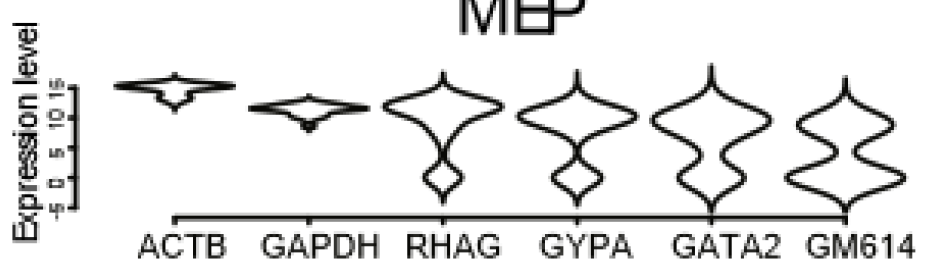 MEP
Expression level
15
10
5
0
-5
ACTB GAPDH RHAG GYPA GATA2 GM614